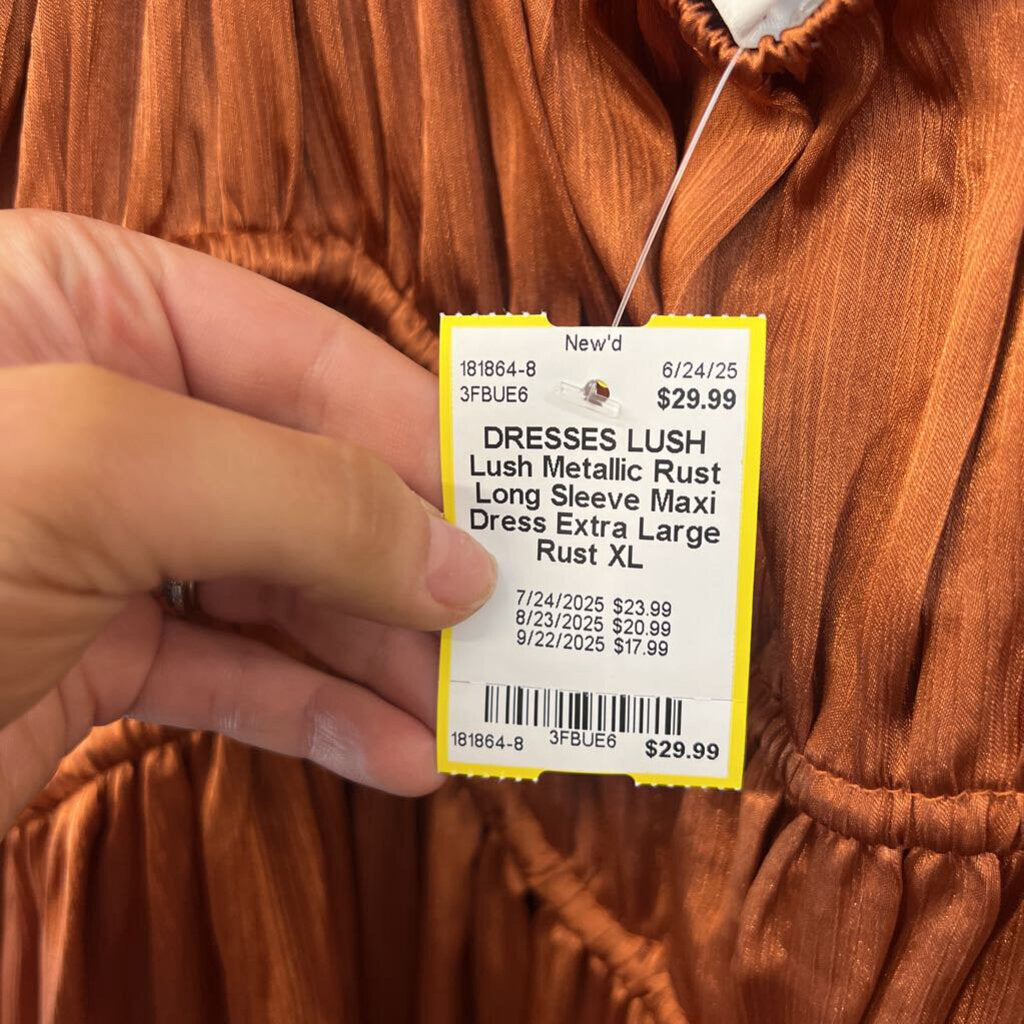 New'd
181864-8 6/24/25
3FBUE6 $29.99
DRESSES LUSH
Lush Metallic Rust
Long Sleeve Maxi
Dress Extra Large
Rust XL
7/24/2025 $23.99
8/23/2025 $20.99
9/22/2025 $17.99
181864-8 3FBUE6 $29.99